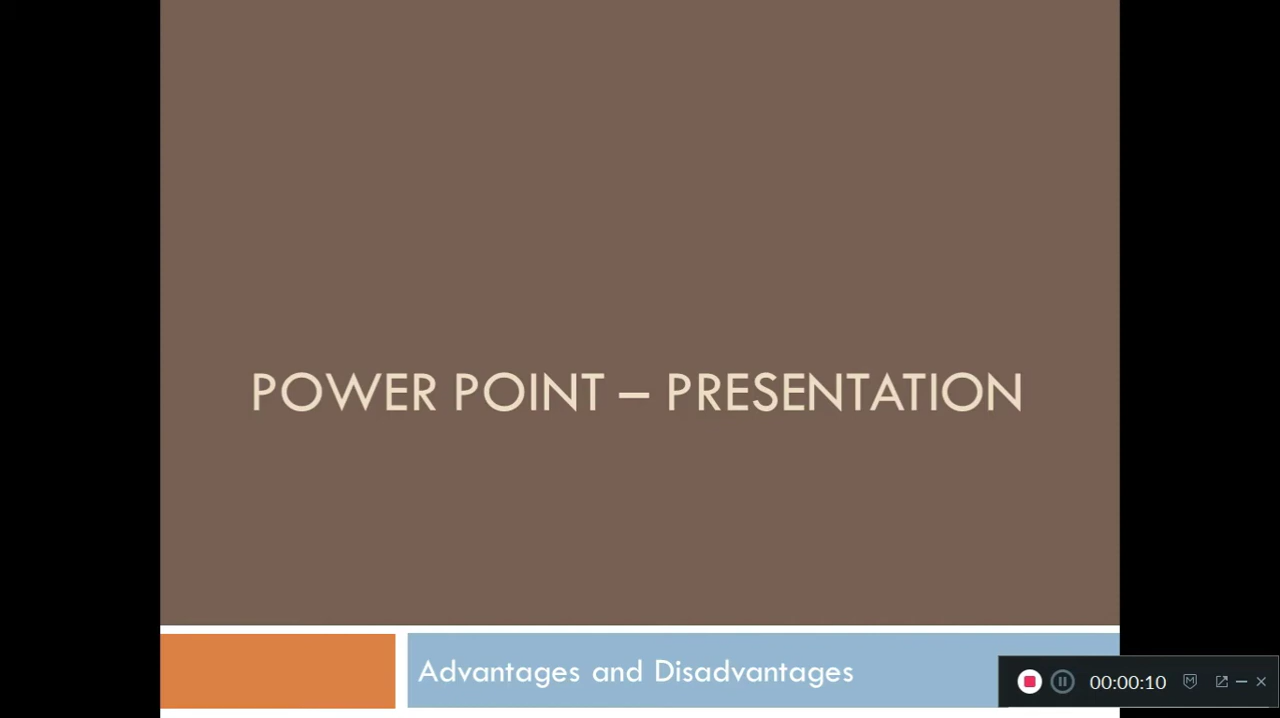 POWER POINT – PRESENTATION
Advantages and Disadvantages
00:00:10